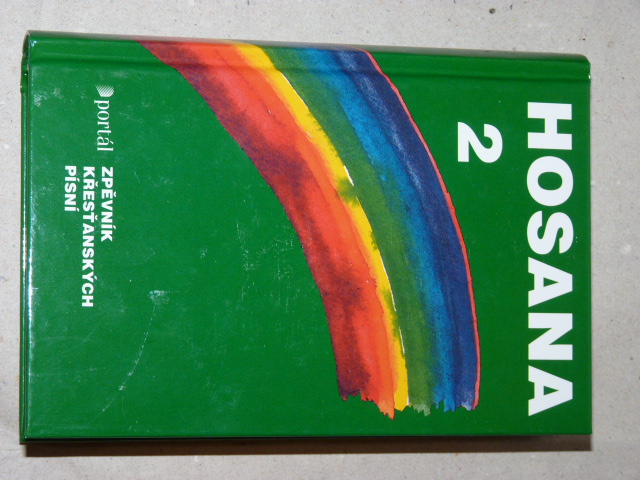 HOSANA
2
ZPĚVNÍK
KŘESŤANSKÝCH
PÍSNÍ
portál